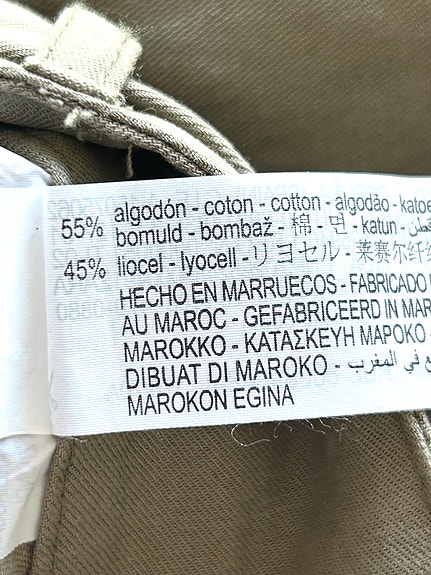 55% algodón - coton - cotton - algodão - katoe
bomuld - bombaž - 棉 - 면 - katun - قطن
45% liocel - lyocell - リヨセル - 莱赛尔纤
HECHO EN MARRUECOS - FABRICADO
AU MAROC - GEFABRICEERD IN MAR
MAROKKO - ΚΑΤΑΣΚΕΥΗ ΜΑΡΟΚΟ -
DIBUAT DI MAROKO - ع في المغرب -
MAROKON EGINA